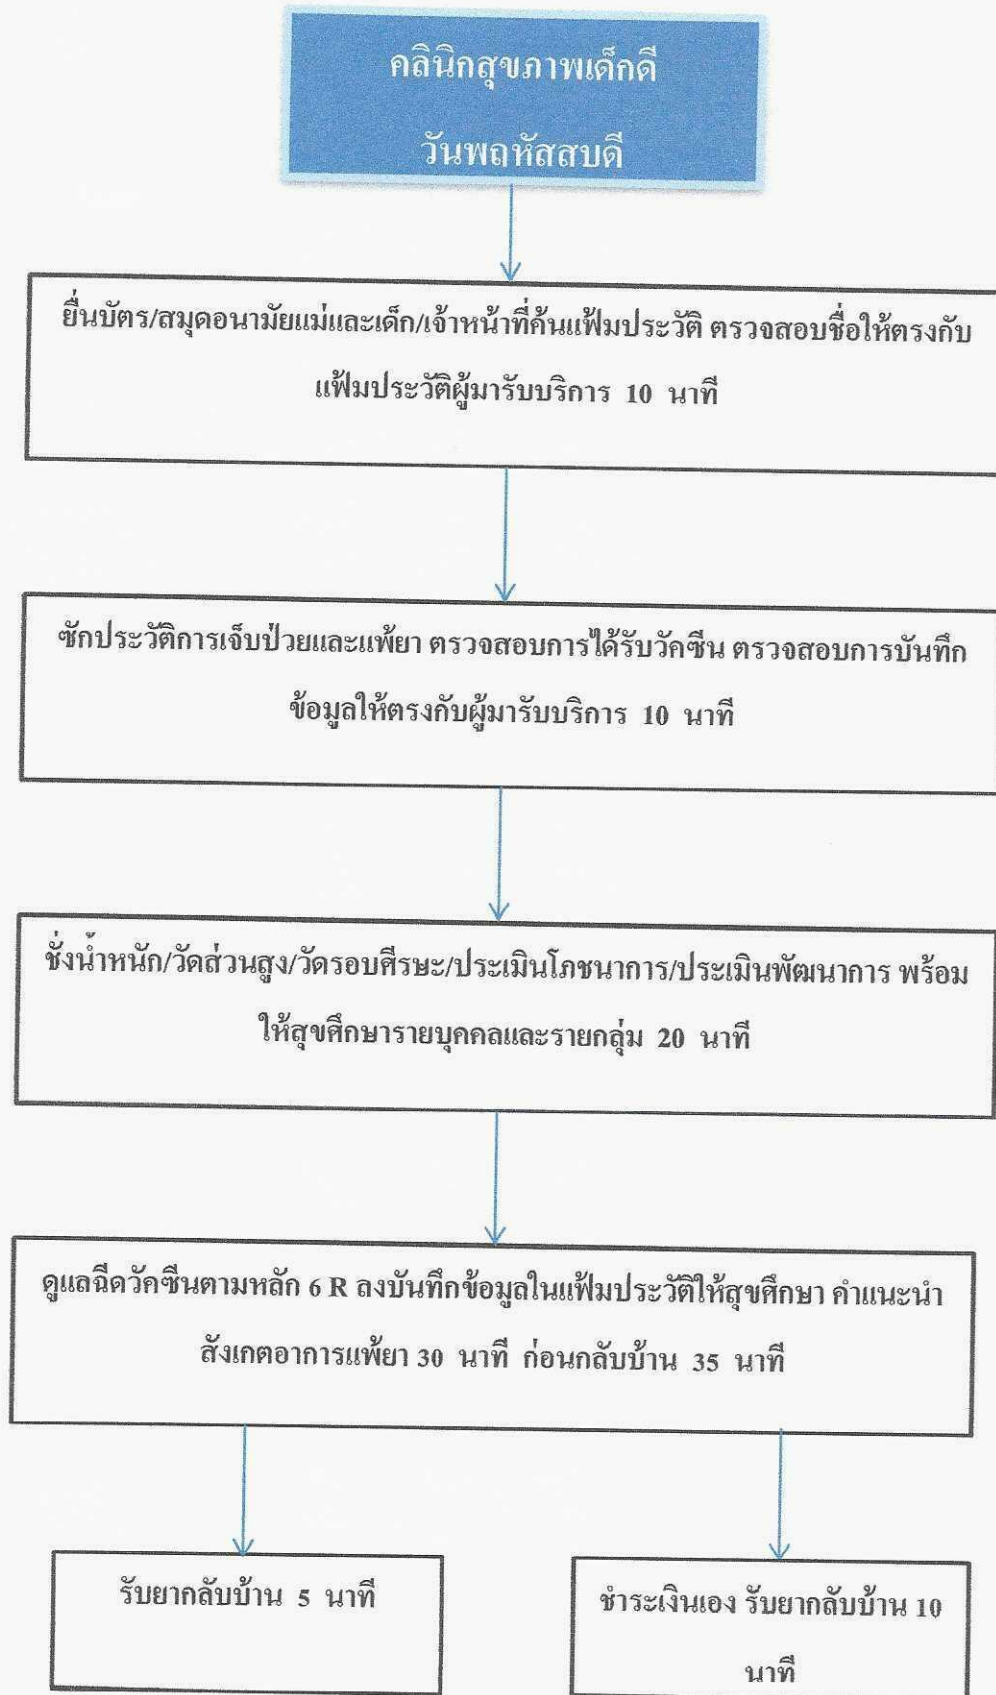 คลินิกสุขภาพเด็กดี
วันพฤหัสสบดี
ยื่นบัตร/สมุดอนามัยแม่และเด็ก/เจ้าหน้าที่ค้นแฟ้มประวัติ ตรวจสอบชื่อให้ตรงกับ
แฟ้มประวัติผู้มารับบริการ 10 นาที
ซักประวัติการเจ็บป่วยและแพ้ยา ตรวจสอบการได้รับวัคซีน ตรวจสอบการบันทึก
ข้อมูลให้ตรงกับผู้มารับบริการ 10 นาที
ชั่งน้ำหนัก/วัดส่วนสูง/วัดรอบศีรษะ/ประเมินโภชนาการ/ประเมินพัฒนาการ พร้อม
ให้สุขศึกษารายบุคคลและรายกลุ่ม 20 นาที
ดูแลฉีดวัคซีนตามหลัก 6 R ลงบันทึกข้อมูลในแฟ้มประวัติให้สุขศึกษา คำแนะนำ
สังเกตอาการแพ้ยา 30 นาที ก่อนกลับบ้าน 35 นาที
รับยากลับบ้าน 5 นาที
ชำระเงินเอง รับยากลับบ้าน 10
นาที